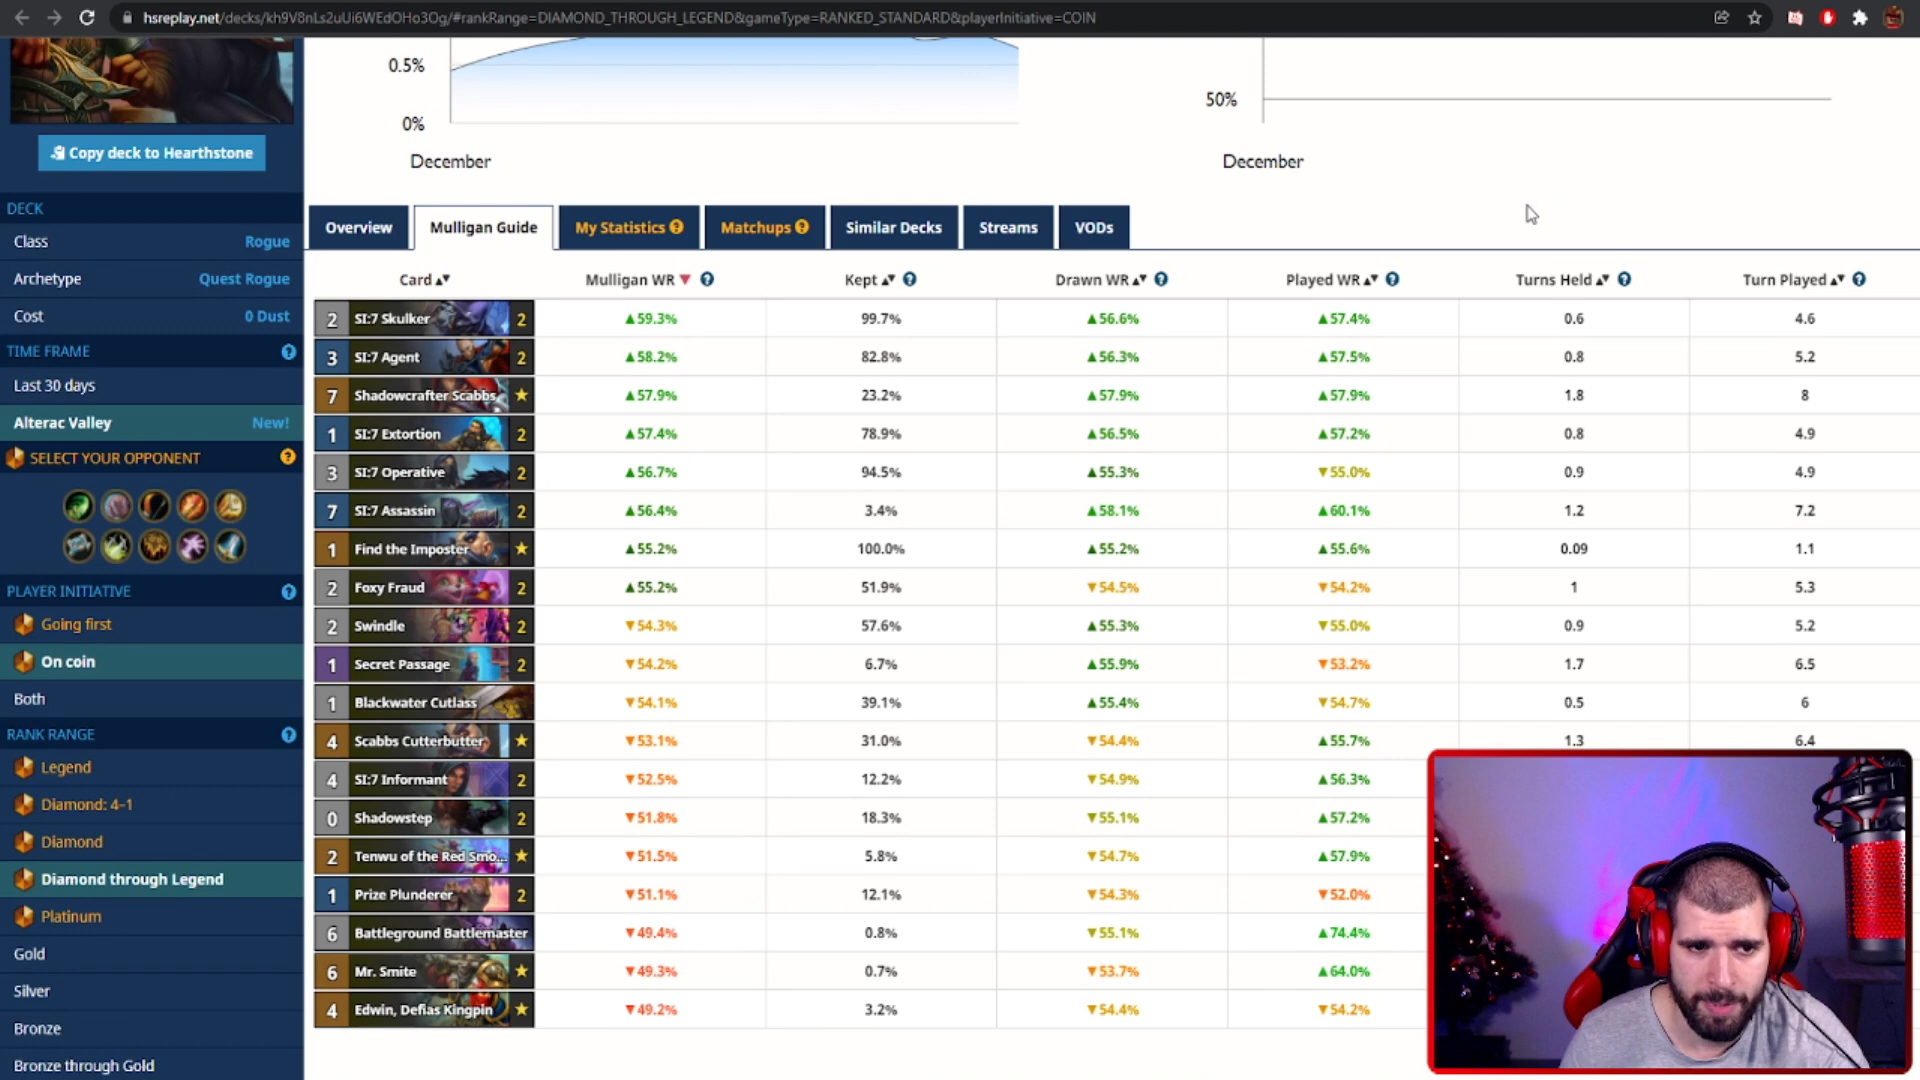 hsreplay.net/decks/kh9V8nLs2uUi6WEdOHo3Og/#rankRange=DIAMOND_THROUGH_LEGEND&gameType=RANKED_STANDARD&playerInitiative=COIN
0.5%
0%
December
50%
December
Copy deck to Hearthstone
DECK
Class Rogue
Archetype Quest Rogue
Cost 0 Dust
TIME FRAME ?
Last 30 days
Alterac Valley New!
SELECT YOUR OPPONENT ?
PLAYER INITIATIVE ?
Going first
On coin
Both
RANK RANGE ?
Legend
Diamond: 4–1
Diamond
Diamond through Legend
Platinum
Gold
Silver
Bronze
Bronze through Gold
Overview Mulligan Guide My Statistics ? Matchups ? Similar Decks Streams VODs
Card ▲▼ Mulligan WR ▼ ? Kept ▲▼ ? Drawn WR ▲▼ ? Played WR ▲▼ ? Turns Held ▲▼ ? Turn Played ▲▼ ?
2 SI:7 Skulker 2 ▲59.3% 99.7% ▲56.6% ▲57.4% 0.6 4.6
3 SI:7 Agent 2 ▲58.2% 82.8% ▲56.3% ▲57.5% 0.8 5.2
7 Shadowcrafter Scabbs ★ ▲57.9% 23.2% ▲57.9% ▲57.9% 1.8 8
1 SI:7 Extortion 2 ▲57.4% 78.9% ▲56.5% ▲57.2% 0.8 4.9
3 SI:7 Operative 2 ▲56.7% 94.5% ▲55.3% ▼55.0% 0.9 4.9
7 SI:7 Assassin 2 ▲56.4% 3.4% ▲58.1% ▲60.1% 1.2 7.2
1 Find the Imposter ★ ▲55.2% 100.0% ▲55.2% ▲55.6% 0.09 1.1
2 Foxy Fraud 2 ▲55.2% 51.9% ▼54.5% ▼54.2% 1 5.3
2 Swindle 2 ▼54.3% 57.6% ▲55.3% ▼55.0% 0.9 5.2
1 Secret Passage 2 ▼54.2% 6.7% ▲55.9% ▼53.2% 1.7 6.5
1 Blackwater Cutlass ▼54.1% 39.1% ▲55.4% ▼54.7% 0.5 6
4 Scabbs Cutterbutter ★ ▼53.1% 31.0% ▼54.4% ▲55.7% 1.3 6.4
4 SI:7 Informant 2 ▼52.5% 12.2% ▼54.9% ▲56.3%
0 Shadowstep 2 ▼51.8% 18.3% ▼55.1% ▲57.2%
2 Tenwu of the Red Smo... ★ ▼51.5% 5.8% ▼54.7% ▲57.9%
1 Prize Plunderer 2 ▼51.1% 12.1% ▼54.3% ▼52.0%
6 Battleground Battlemaster ▼49.4% 0.8% ▼55.1% ▲74.4%
6 Mr. Smite ★ ▼49.3% 0.7% ▼53.7% ▲64.0%
4 Edwin, Defias Kingpin ★ ▼49.2% 3.2% ▼54.4% ▼54.2%